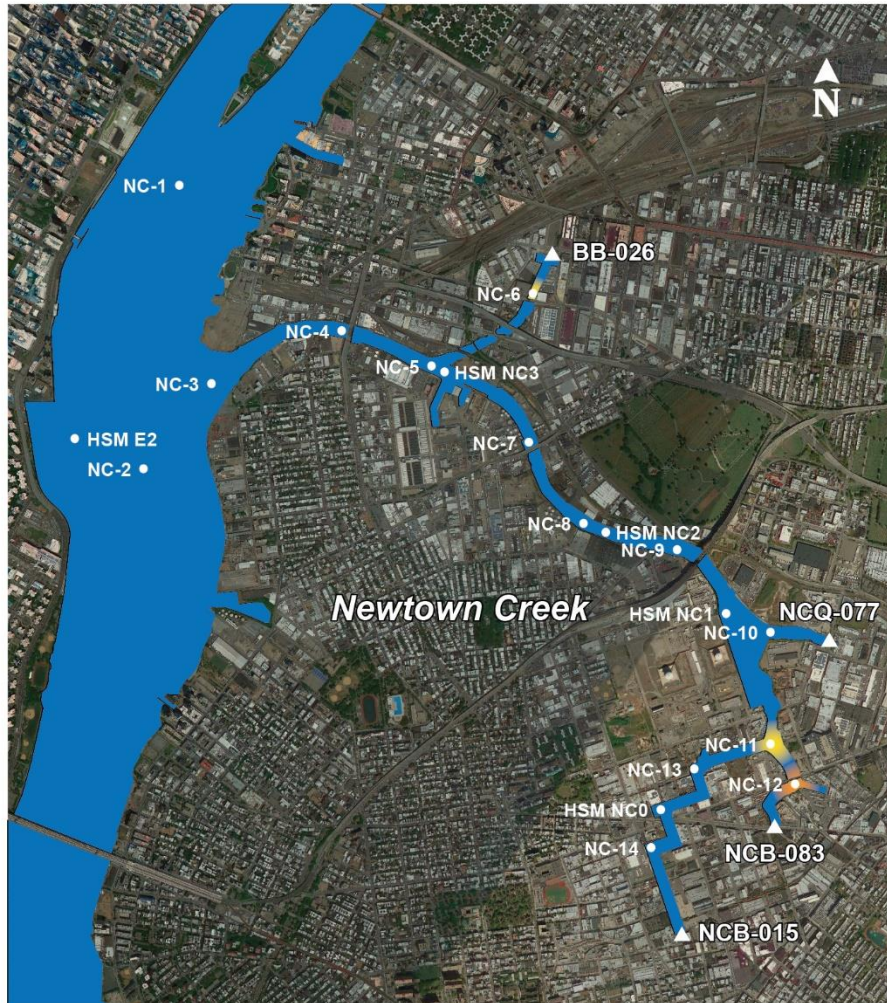 N
NC-1
BB-026
NC-6
NC-4
NC-5
HSM NC3
NC-3
HSM E2
NC-7
NC-2
NC-8
HSM NC2
NC-9
Newtown Creek
HSM NC1
NCQ-077
NC-10
NC-11
NC-13
NC-12
HSM NC0
NC-14
NCB-083
NCB-015